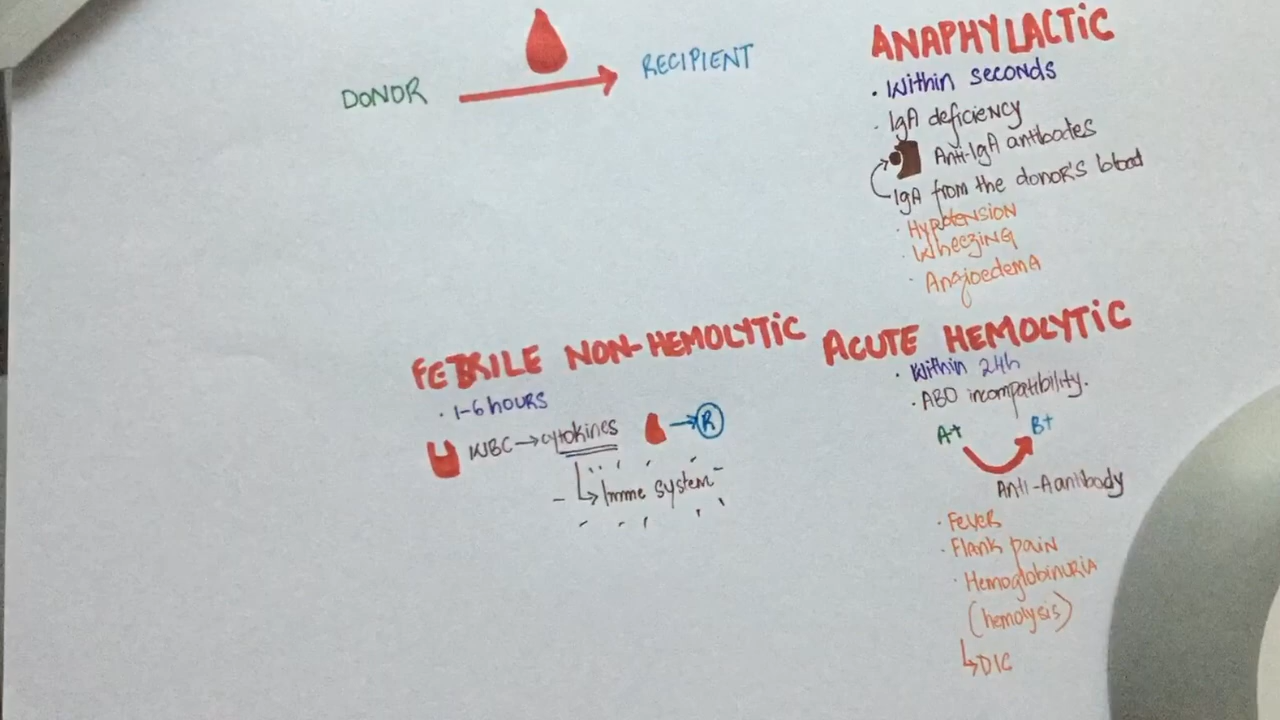 DONOR
RECIPIENT
ANAPHYLACTIC
• Within seconds
• IgA deficiency
Anti-IgA antibodies
IgA from the donor's blood
• Hypotension
• Wheezing
• Angioedema
FEBRILE NON-HEMOLYTIC
• 1-6 hours
WBC → cytokines → R
↳ Immne system
ACUTE HEMOLYTIC
• Within 24h
• ABO incompatibility.
A+ B+
Anti-A antibody
• Fever
• Flank pain
• Hemoglobinuria
(hemolysis)
↳ DIC